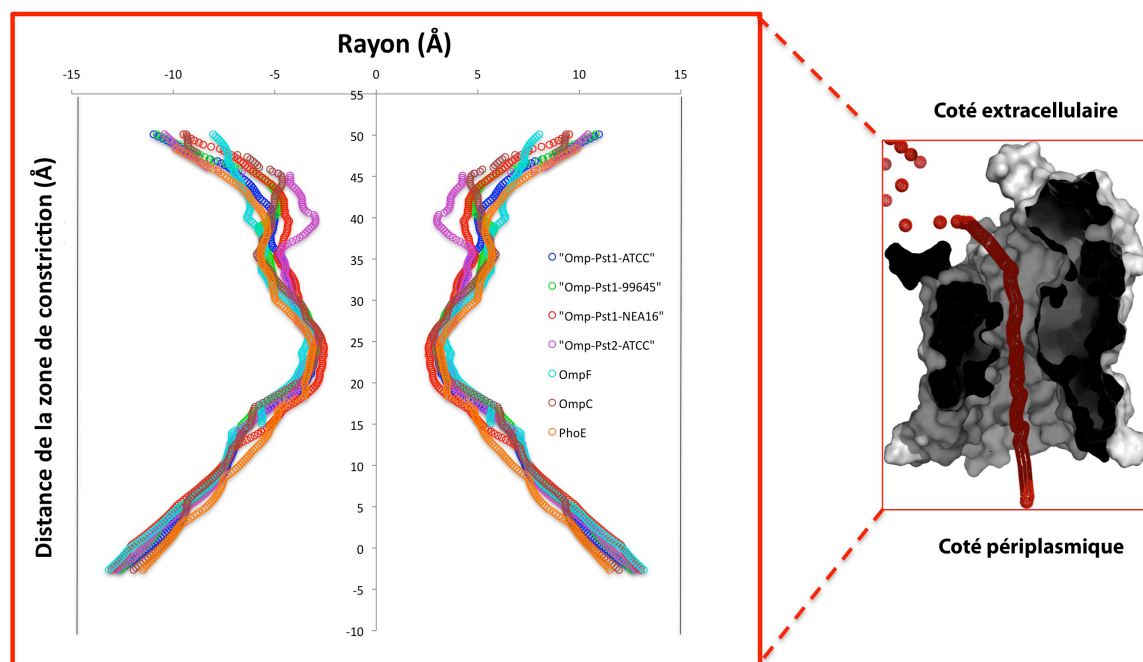 Rayon (Å)
-15 -10 -5 0 5 10 15
55
50
45
40
35
30
25
20
15
10
5
0
-5
-10
Distance de la zone de constriction (Å)
"Omp-Pst1-ATCC"
"Omp-Pst1-99645"
"Omp-Pst1-NEA16"
"Omp-Pst2-ATCC"
OmpF
OmpC
PhoE
Coté extracellulaire
Coté périplasmique